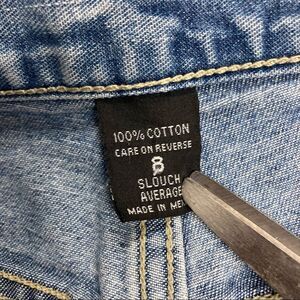 100% COTTON
CARE ON REVERSE
8
SLOUCH
AVERAGE
MADE IN